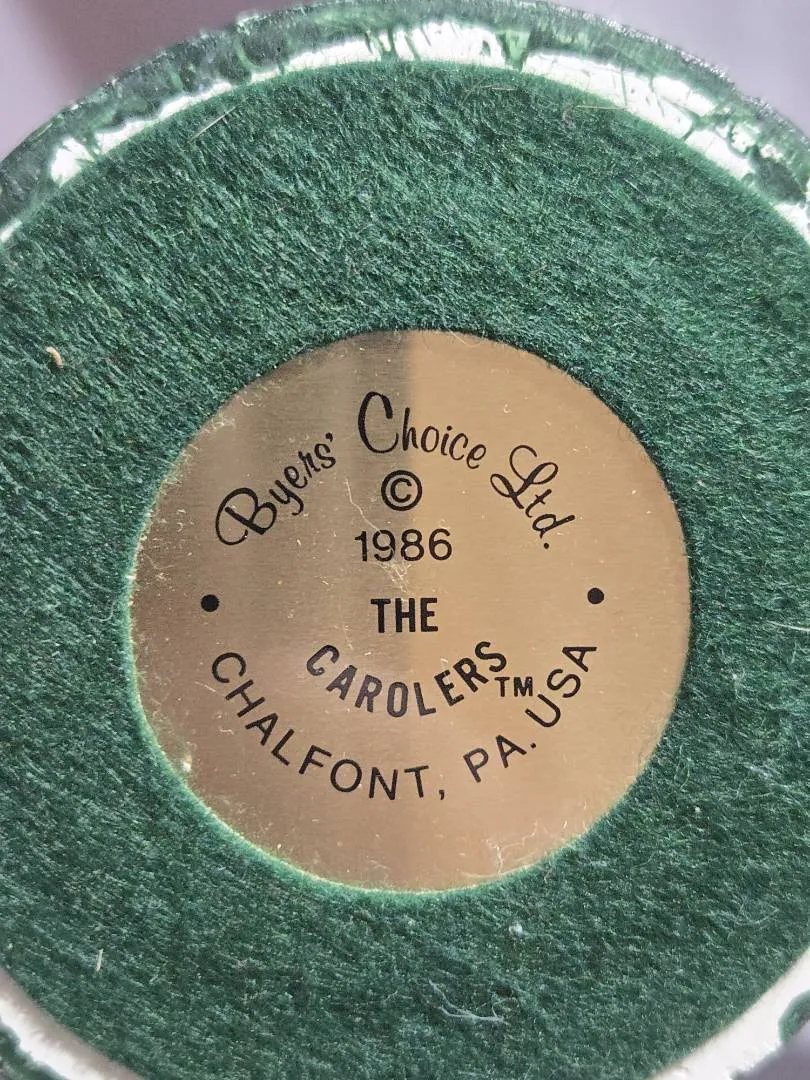 Byers' Choice Ltd.
©
1986
THE
CAROLERS™
CHALFONT, PA. USA